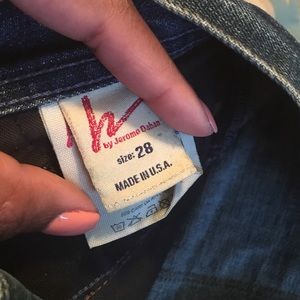 by Jerome Dahan
size: 28
MADE IN U.S.A.